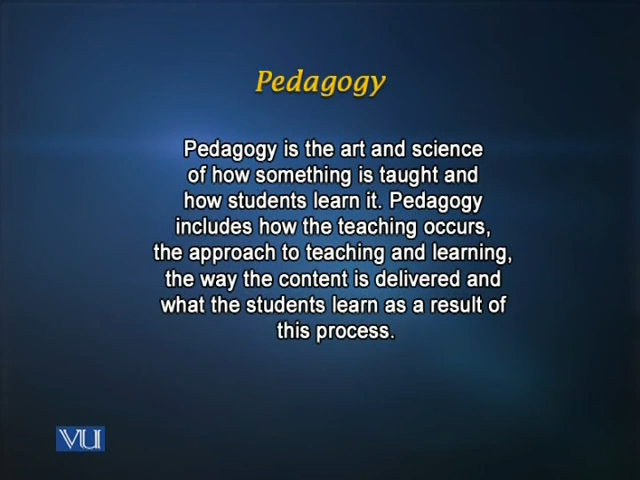 Pedagogy
Pedagogy is the art and science
of how something is taught and
how students learn it. Pedagogy
includes how the teaching occurs,
the approach to teaching and learning,
the way the content is delivered and
what the students learn as a result of
this process.
VU